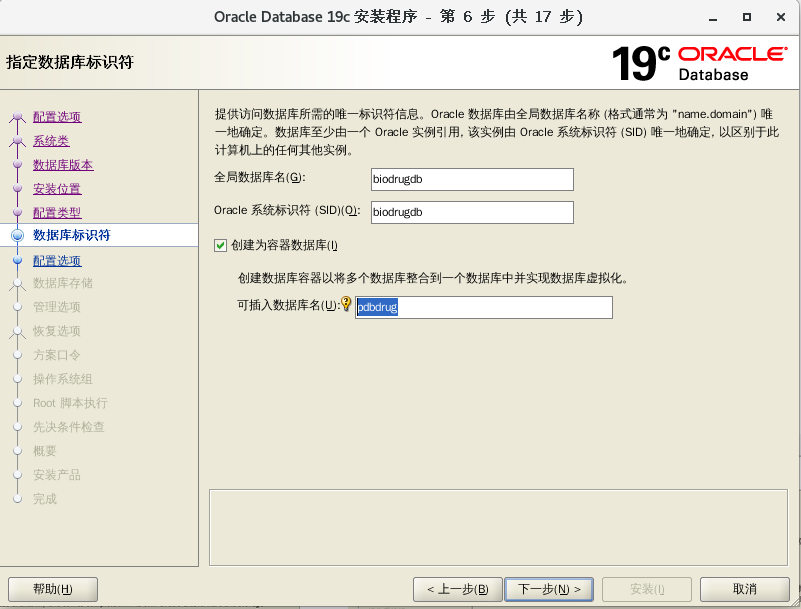 Oracle Database 19c 安装程序 - 第 6 步 (共 17 步)
指定数据库标识符
19c ORACLE
Database
配置选项
系统类
数据库版本
安装位置
配置类型
数据库标识符
配置选项
数据库存储
管理选项
恢复选项
方案口令
操作系统组
Root 脚本执行
先决条件检查
概要
安装产品
完成
提供访问数据库所需的唯一标识符信息。Oracle 数据库由全局数据库名称 (格式通常为 "name.domain") 唯
一地确定。数据库至少由一个 Oracle 实例引用, 该实例由 Oracle 系统标识符 (SID) 唯一地确定, 以区别于此
计算机上的任何其他实例。
全局数据库名(G): biodrugdb
Oracle 系统标识符 (SID)(O): biodrugdb
创建为容器数据库(I)
创建数据库容器以将多个数据库整合到一个数据库中并实现数据库虚拟化。
可插入数据库名(U): pdbdrug
帮助(H)
< 上一步(B)
下一步(N) >
安装(I)
取消